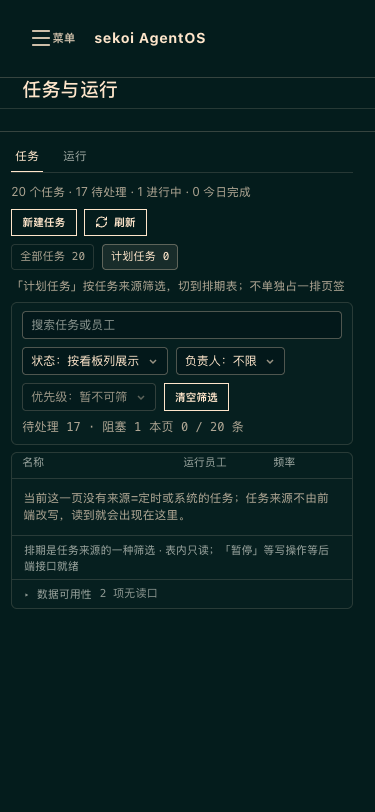 菜单 sekoi AgentOS
任务与运行
任务 运行
20 个任务 · 17 待处理 · 1 进行中 · 0 今日完成
新建任务 刷新
全部任务 20 计划任务 0
「计划任务」按任务来源筛选，切到排期表；不单独占一排页签
搜索任务或员工
状态：按看板列展示 负责人：不限
优先级：暂不可筛 清空筛选
待处理 17 · 阻塞 1 本页 0 / 20 条
名称 运行员工 频率
当前这一页没有来源=定时或系统的任务；任务来源不由前
端改写，读到就会出现在这里。
排期是任务来源的一种筛选 · 表内只读；「暂停」等写操作等后
端接口就绪
▸ 数据可用性 2 项无读口